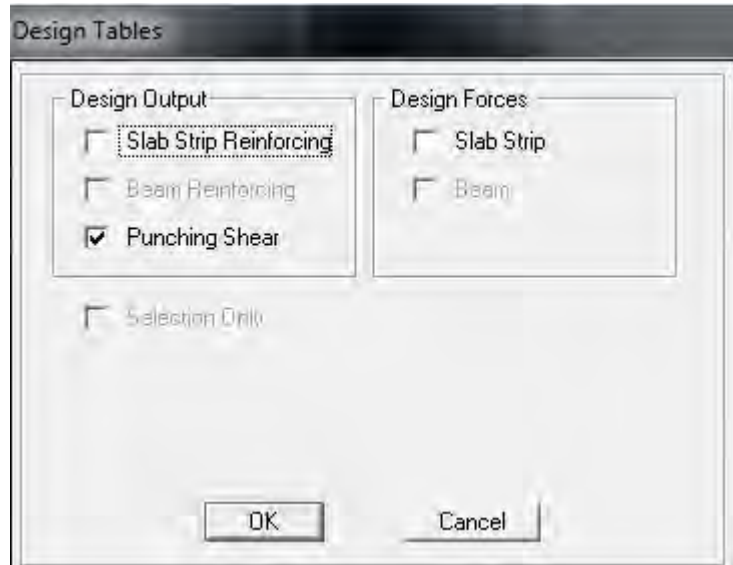 Design Tables
Design Output
Slab Strip Reinforcing
Beam Reinforcing
Punching Shear
Design Forces
Slab Strip
Beam
Selection Only
OK
Cancel